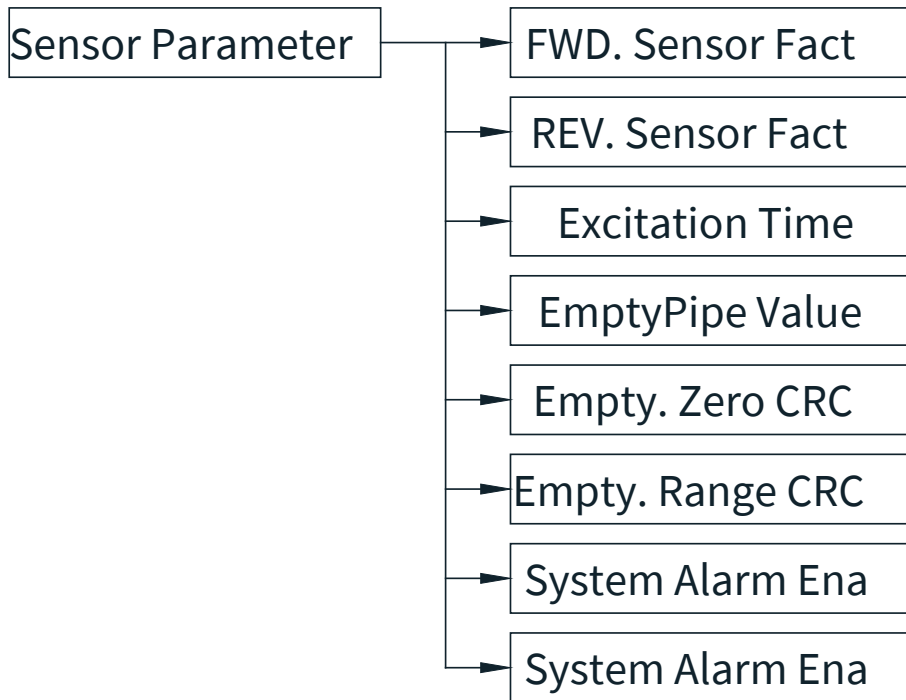 Sensor Parameter
FWD. Sensor Fact
REV. Sensor Fact
Excitation Time
EmptyPipe Value
Empty. Zero CRC
Empty. Range CRC
System Alarm Ena
System Alarm Ena